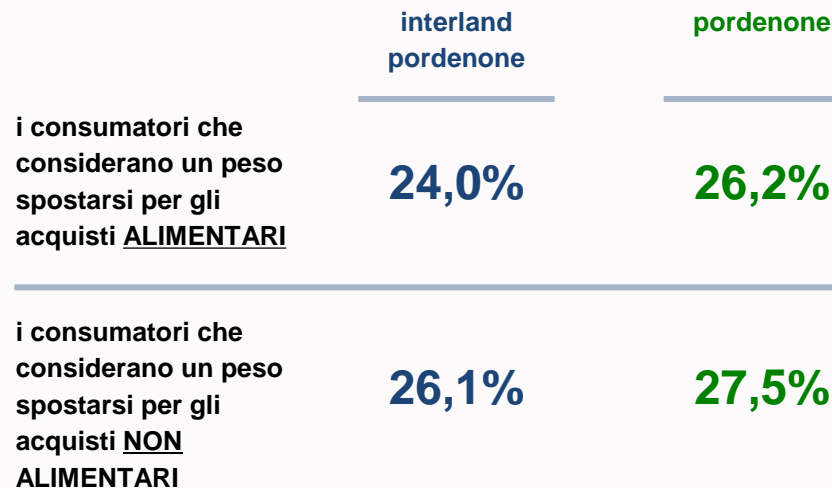 interland
pordenone
pordenone
i consumatori che
considerano un peso
spostarsi per gli
acquisti ALIMENTARI
24,0%
26,2%
i consumatori che
considerano un peso
spostarsi per gli
acquisti NON
ALIMENTARI
26,1%
27,5%